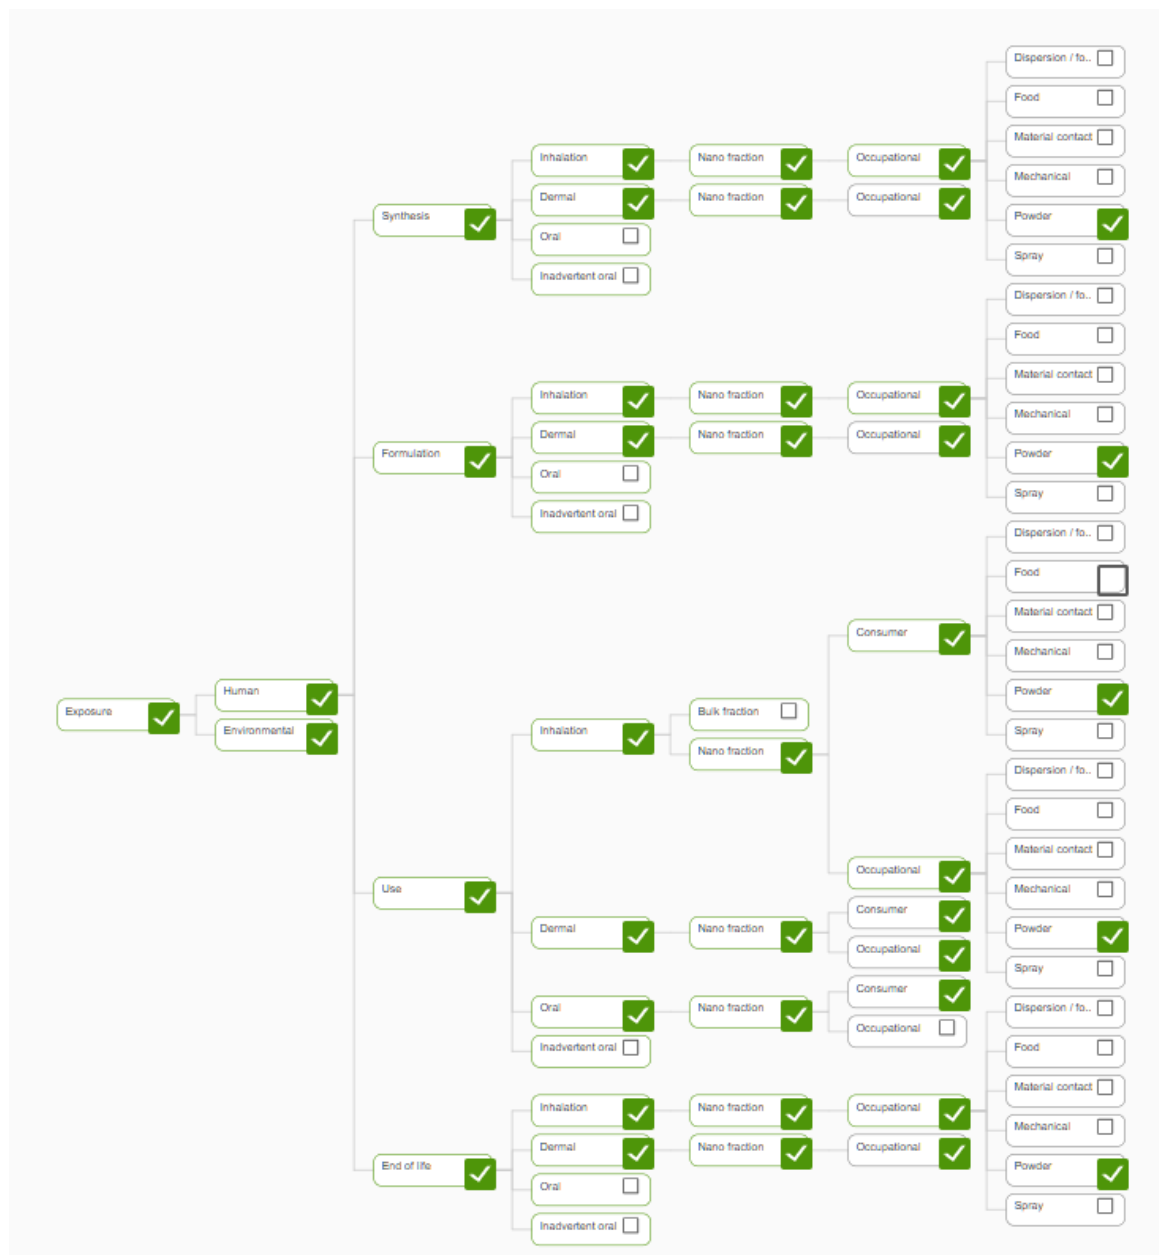 Dispersion / fo..
Food
Material contact
Inhalation Nano fraction Occupational
Mechanical
Dermal Nano fraction Occupational
Synthesis Powder
Oral
Spray
Inadvertent oral
Dispersion / fo..
Food
Material contact
Inhalation Nano fraction Occupational
Mechanical
Dermal Nano fraction Occupational
Formulation Powder
Oral
Spray
Inadvertent oral
Dispersion / fo..
Food
Material contact
Consumer
Mechanical
Human Powder
Exposure Bulk fraction
Environmental Inhalation Spray
Nano fraction
Dispersion / fo..
Food
Material contact
Occupational
Use Mechanical
Consumer
Dermal Nano fraction Powder
Occupational
Spray
Consumer
Oral Nano fraction Dispersion / fo..
Occupational
Inadvertent oral Food
Material contact
Inhalation Nano fraction Occupational
Mechanical
Dermal Nano fraction Occupational
End of life Powder
Oral
Spray
Inadvertent oral